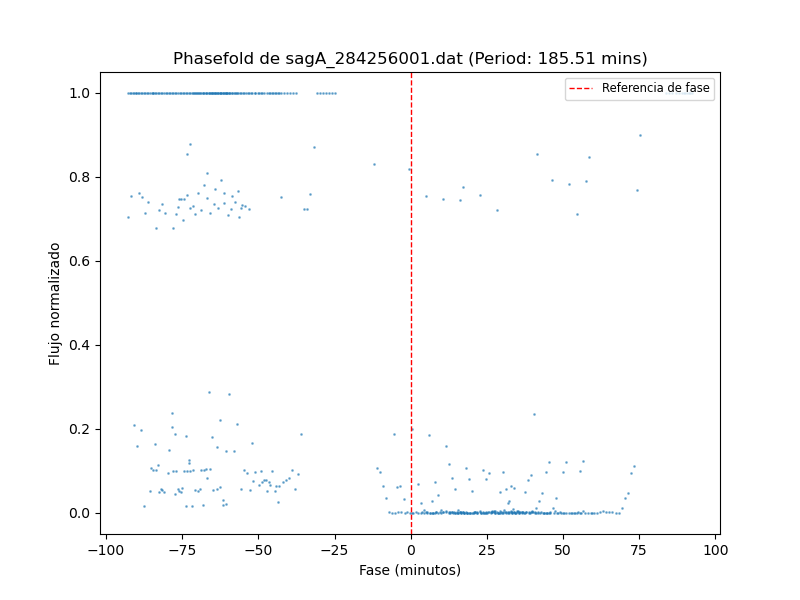 Phasefold de sagA_284256001.dat (Period: 185.51 mins)
Referencia de fase
Flujo normalizado
1.0
0.8
0.6
0.4
0.2
0.0
−100 −75 −50 −25 0 25 50 75 100
Fase (minutos)